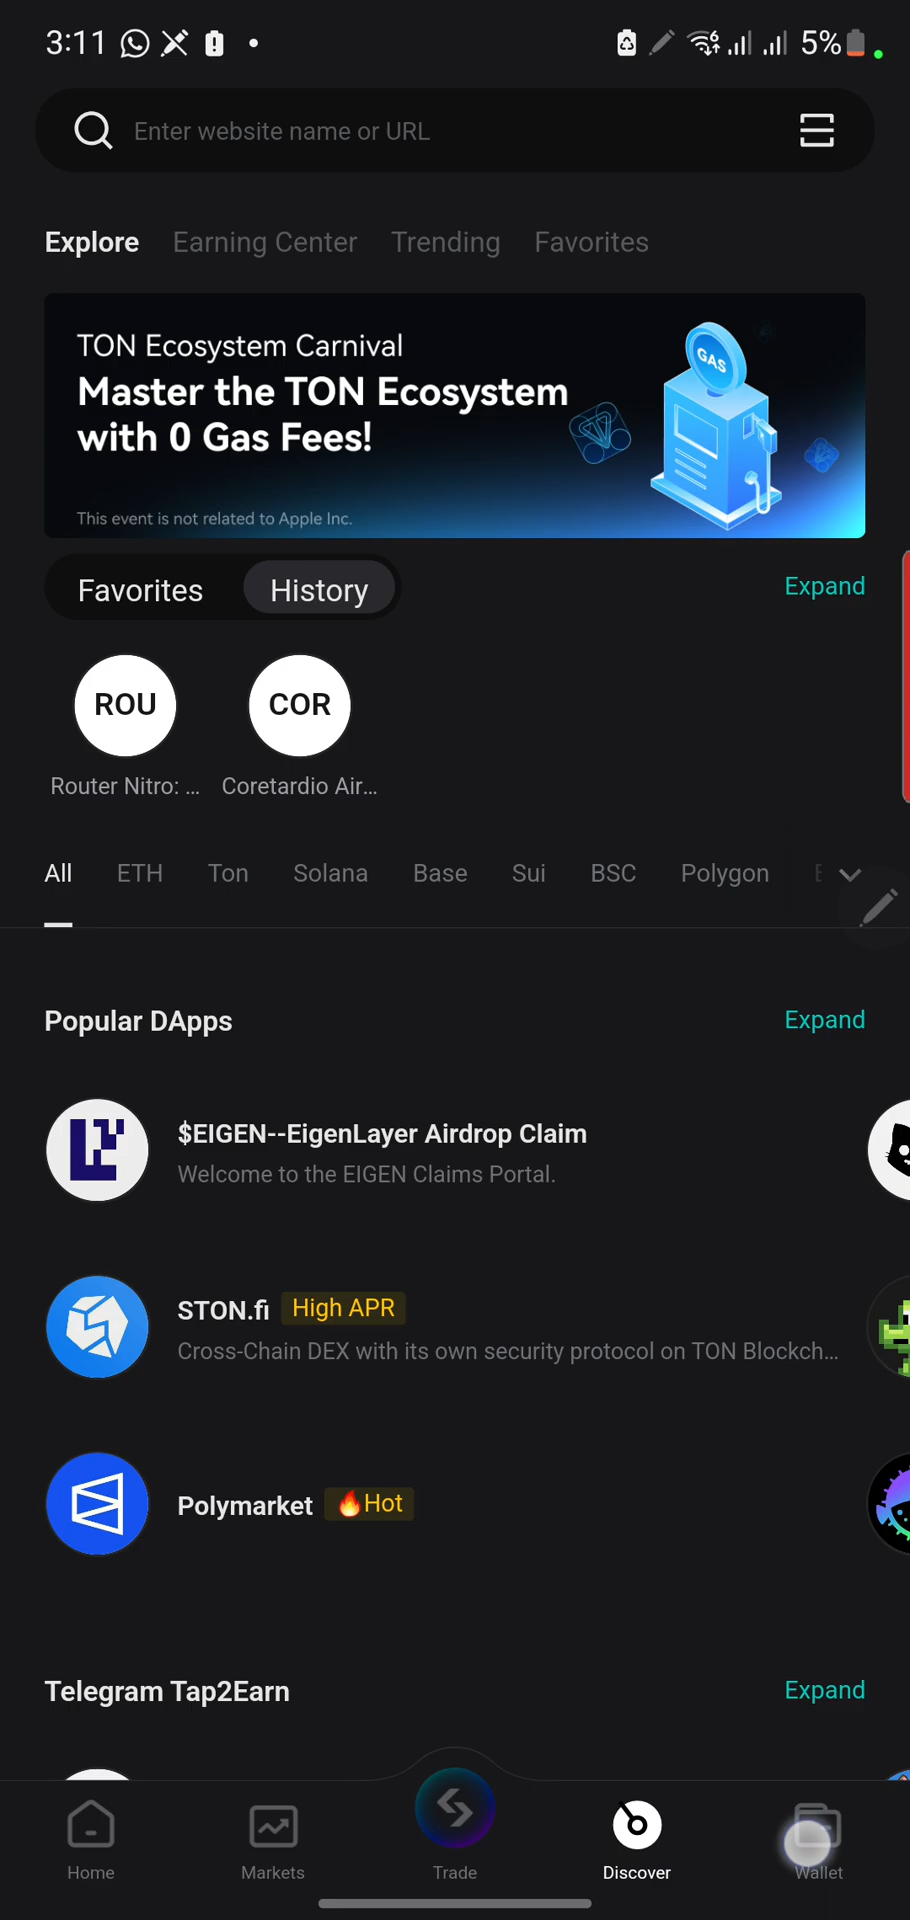 3:11
5%
Enter website name or URL
Explore Earning Center Trending Favorites
TON Ecosystem Carnival
Master the TON Ecosystem
with 0 Gas Fees!
GAS
This event is not related to Apple Inc.
Favorites History Expand
ROU COR
Router Nitro: ... Coretardio Air...
All ETH Ton Solana Base Sui BSC Polygon
Popular DApps Expand
$EIGEN--EigenLayer Airdrop Claim
Welcome to the EIGEN Claims Portal.
STON.fi High APR
Cross-Chain DEX with its own security protocol on TON Blockch...
Polymarket 🔥Hot
Telegram Tap2Earn Expand
Home Markets Trade Discover Wallet